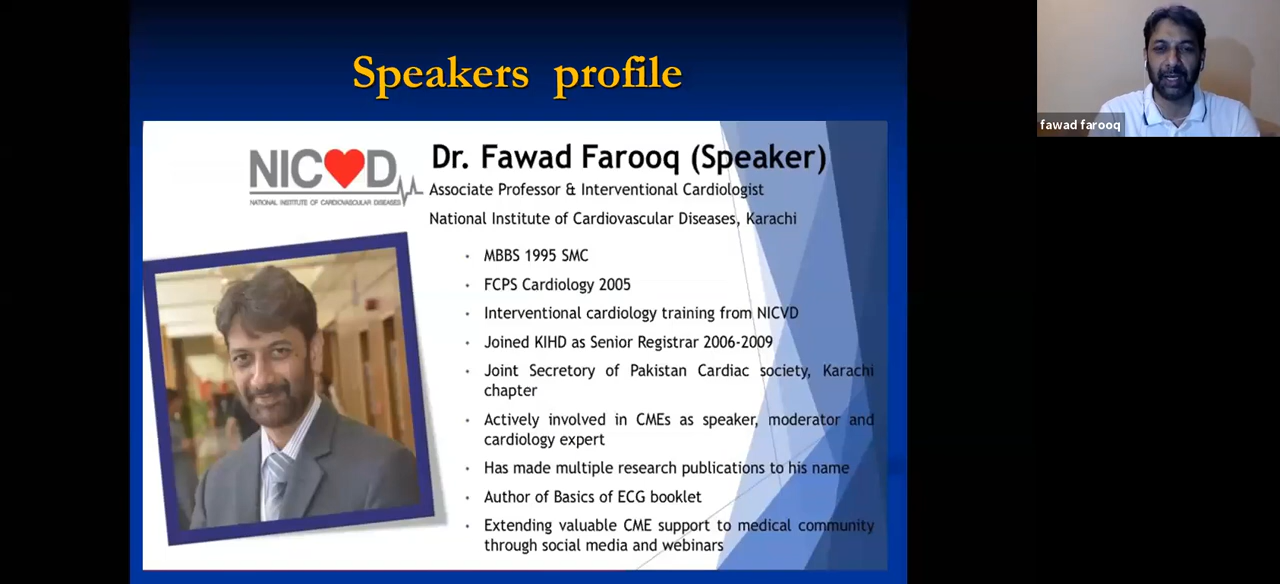 Speakers profile
fawad farooq
NICVD
NATIONAL INSTITUTE OF CARDIOVASCULAR DISEASES
Dr. Fawad Farooq (Speaker)
Associate Professor & Interventional Cardiologist
National Institute of Cardiovascular Diseases, Karachi
• MBBS 1995 SMC
• FCPS Cardiology 2005
• Interventional cardiology training from NICVD
• Joined KIHD as Senior Registrar 2006-2009
• Joint Secretary of Pakistan Cardiac society, Karachi
chapter
• Actively involved in CMEs as speaker, moderator and
cardiology expert
• Has made multiple research publications to his name
• Author of Basics of ECG booklet
• Extending valuable CME support to medical community
through social media and webinars